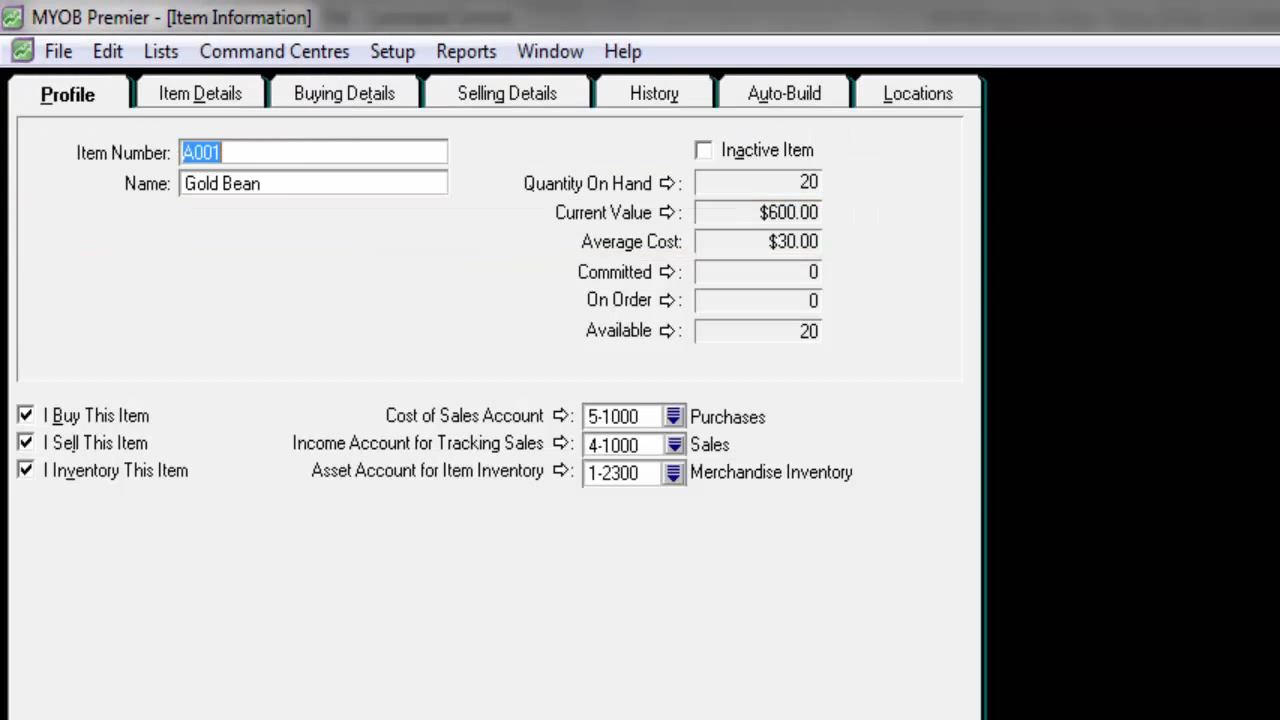 MYOB Premier - [Item Information]
File Edit Lists Command Centres Setup Reports Window Help
Profile Item Details Buying Details Selling Details History Auto-Build Locations
Item Number: A001
Inactive Item
Name: Gold Bean
Quantity On Hand ⇨: 20
Current Value ⇨: $600.00
Average Cost: $30.00
Committed ⇨: 0
On Order ⇨: 0
Available ⇨: 20
I Buy This Item Cost of Sales Account ⇨: 5-1000 Purchases
I Sell This Item Income Account for Tracking Sales ⇨: 4-1000 Sales
I Inventory This Item Asset Account for Item Inventory ⇨: 1-2300 Merchandise Inventory